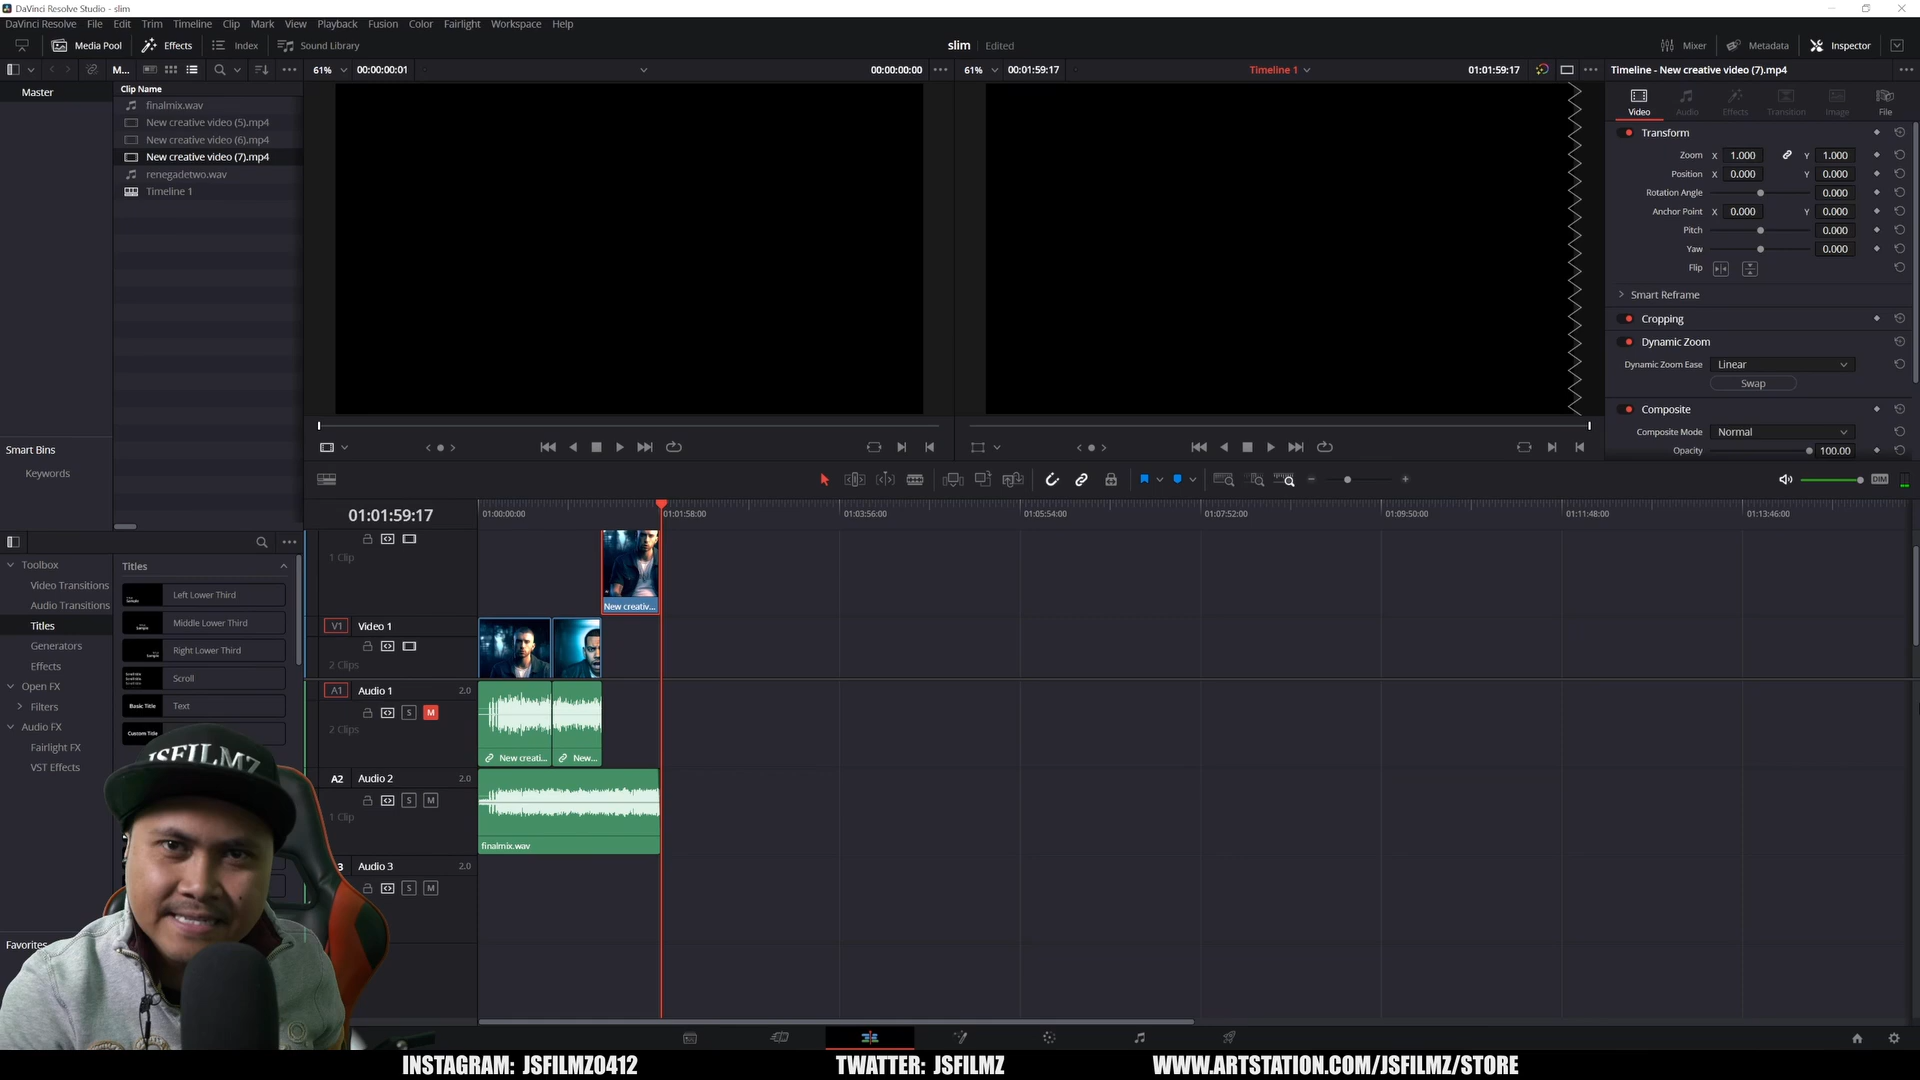 DaVinci Resolve Studio - slim
DaVinci Resolve File Edit Trim Timeline Clip Mark View Playback Fusion Color Fairlight Workspace Help
Media Pool Effects Index Sound Library slim Edited Mixer Metadata Inspector
M... 61% 00:00:00:01 00:00:00:00 61% 00:01:59:17 Timeline 1 01:01:59:17 Timeline - New creative video (7).mp4
Master
Clip Name
finalmix.wav
New creative video (5).mp4
New creative video (6).mp4
New creative video (7).mp4
renegadetwo.wav
Timeline 1
Smart Bins
Keywords
Video Audio Effects Transition Image File
Transform
Zoom X 1.000 Y 1.000
Position X 0.000 Y 0.000
Rotation Angle 0.000
Anchor Point X 0.000 Y 0.000
Pitch 0.000
Yaw 0.000
Flip
Smart Reframe
Cropping
Dynamic Zoom
Dynamic Zoom Ease Linear
Swap
Composite
Composite Mode Normal
Opacity 100.00
DIM
Toolbox
Video Transitions
Audio Transitions
Titles
Generators
Effects
Open FX
Filters
Audio FX
Fairlight FX
VST Effects
Favorites
Titles
Left Lower Third
Middle Lower Third
Right Lower Third
Scroll
Basic Title Text
Custom Title
JSFILMZ
01:01:59:17
01:00:00:00 01:01:58:00 01:03:56:00 01:05:54:00 01:07:52:00 01:09:50:00 01:11:48:00 01:13:46:00
1 Clip
New creativ...
V1 Video 1
2 Clips
A1 Audio 1 2.0
S M
2 Clips
New creati... New...
A2 Audio 2 2.0
S M
1 Clip
finalmix.wav
3 Audio 3 2.0
S M
INSTAGRAM: JSFILMZ0412 TWATTER: JSFILMZ WWW.ARTSTATION.COM/JSFILMZ/STORE